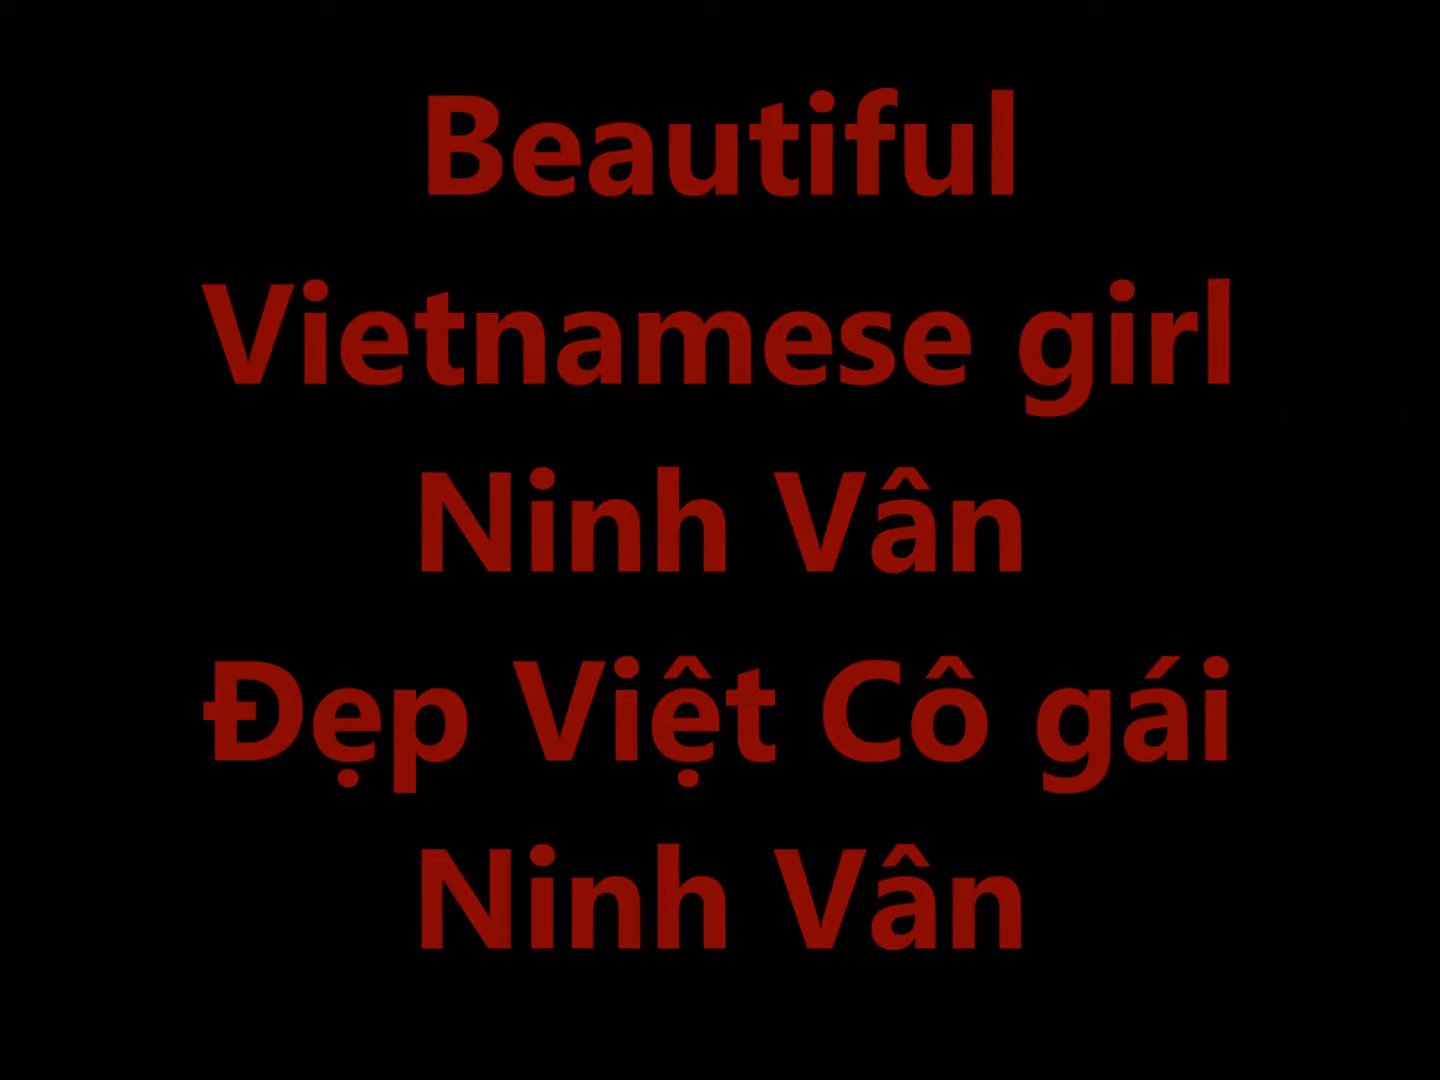 Beautiful
Vietnamese girl
Ninh Vân
Đẹp Việt Cô gái
Ninh Vân